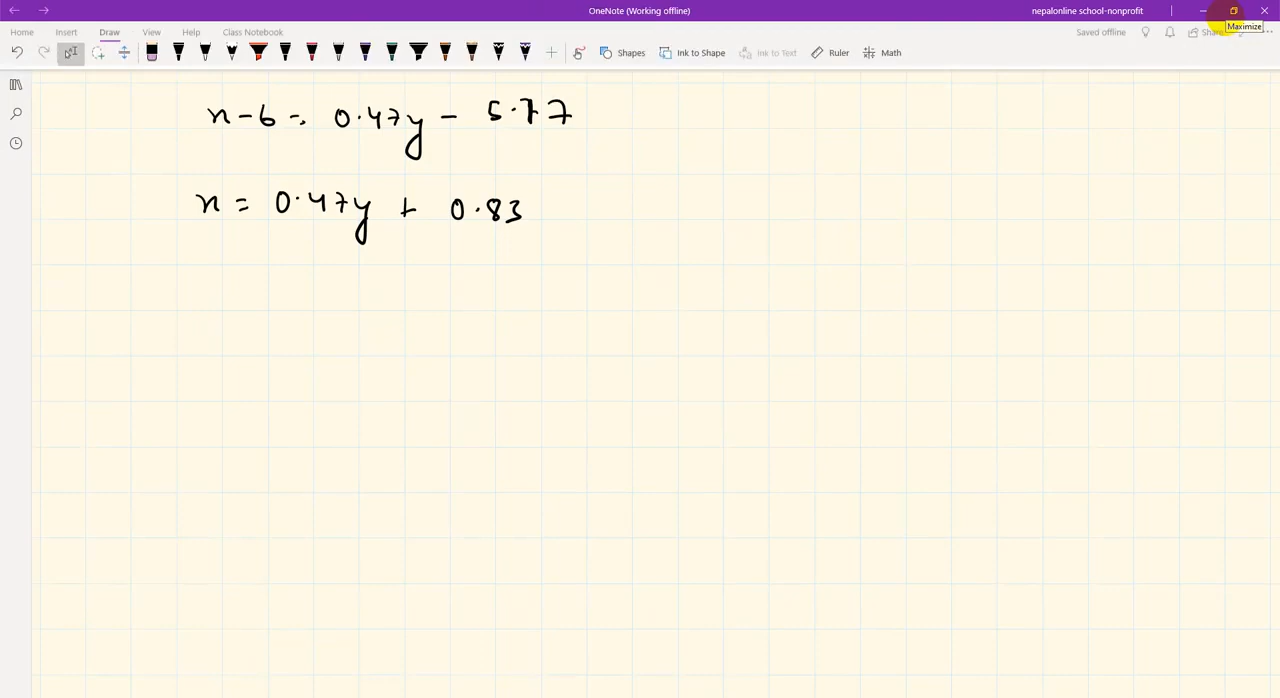 OneNote (Working offline)
nepalonline school-nonprofit
Maximize
Home Insert Draw View Help Class Notebook
Saved offline
Share
Shapes Ink to Shape Ink to Text Ruler Math
x - 6 = 0.47y - 5.77
x = 0.47y + 0.83